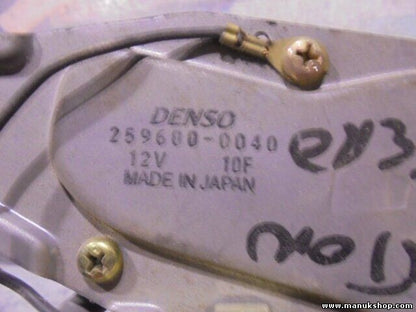 DENSO
259600-0040
12V 10F
MADE IN JAPAN
www.manukshop.com